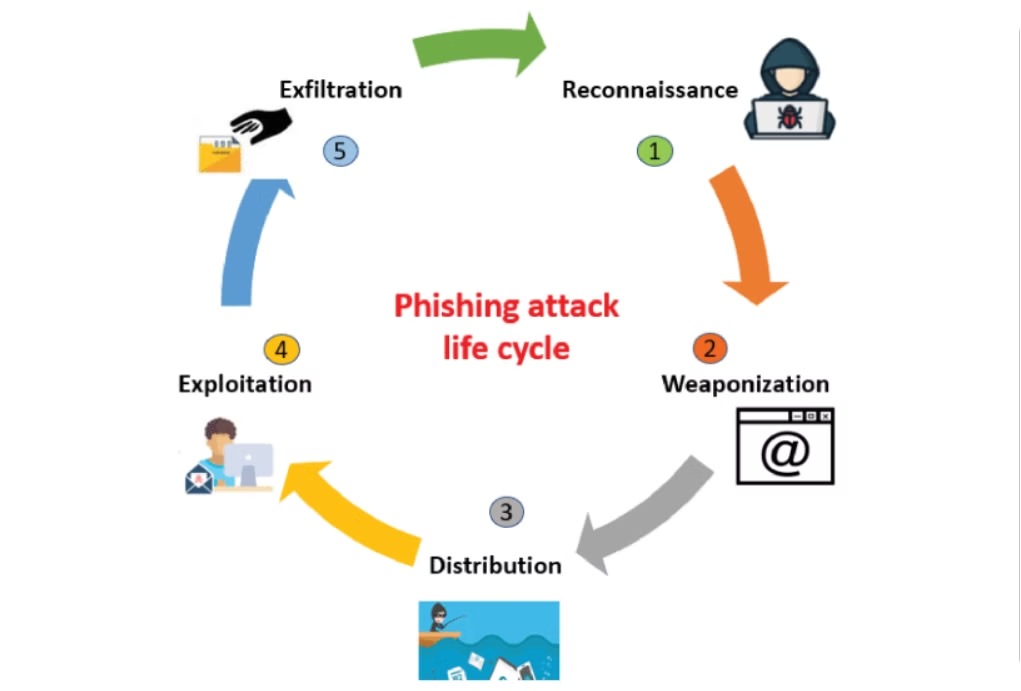 Exfiltration
Reconnaissance
5
1
Phishing attack
life cycle
4
2
Exploitation
Weaponization
@
3
Distribution